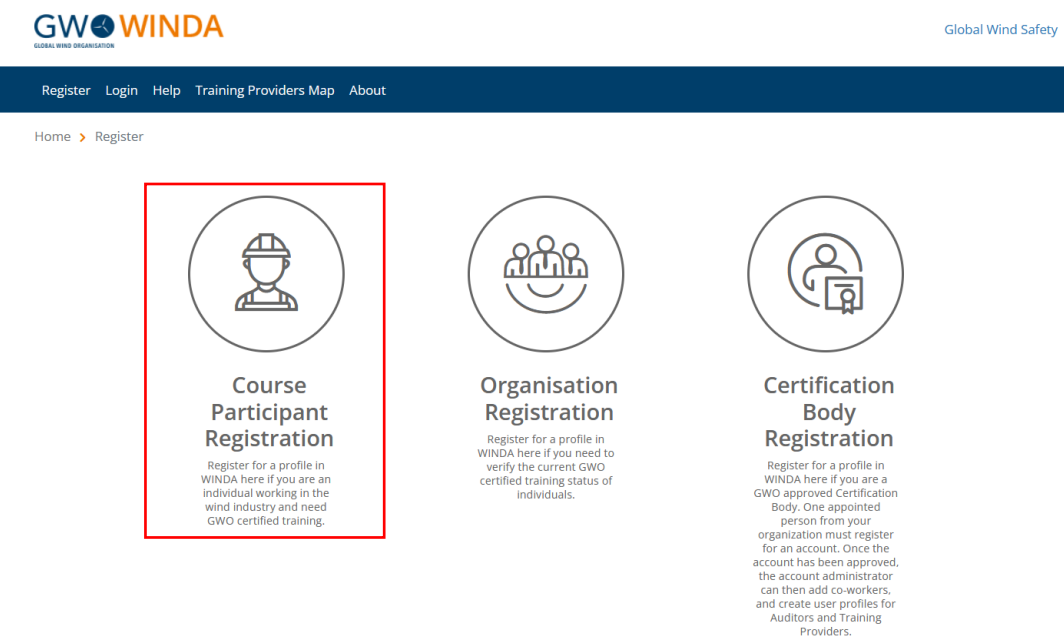 GWO WINDA
GLOBAL WIND ORGANISATION
Global Wind Safety
Register Login Help Training Providers Map About
Home > Register
Course
Participant
Registration
Register for a profile in
WINDA here if you are an
individual working in the
wind industry and need
GWO certified training.
Organisation
Registration
Register for a profile in
WINDA here if you need to
verify the current GWO
certified training status of
individuals.
Certification
Body
Registration
Register for a profile in
WINDA here if you are a
GWO approved Certification
Body. One appointed
person from your
organization must register
for an account. Once the
account has been approved,
the account administrator
can then add co-workers,
and create user profiles for
Auditors and Training
Providers.